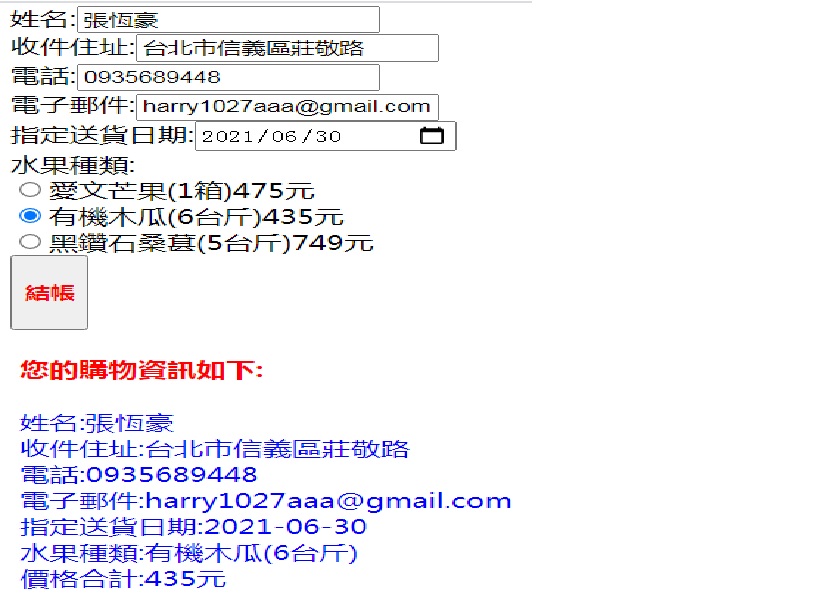 姓名:張恆豪
收件住址:台北市信義區莊敬路
電話:0935689448
電子郵件:harry1027aaa@gmail.com
指定送貨日期:2021/06/30
水果種類:
愛文芒果(1箱)475元
有機木瓜(6台斤)435元
黑鑽石桑葚(5台斤)749元
結帳
您的購物資訊如下:
姓名:張恆豪
收件住址:台北市信義區莊敬路
電話:0935689448
電子郵件:harry1027aaa@gmail.com
指定送貨日期:2021-06-30
水果種類:有機木瓜(6台斤)
價格合計:435元